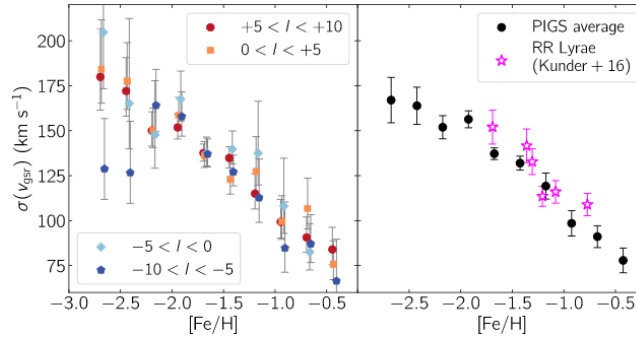 σ(v_gsr) (km s⁻¹)
200
175
150
125
100
75
+5 < l < +10
0 < l < +5
−5 < l < 0
−10 < l < −5
PIGS average
RR Lyrae
(Kunder + 16)
−3.0 −2.5 −2.0 −1.5 −1.0 −0.5
−2.5 −2.0 −1.5 −1.0 −0.5
[Fe/H]
[Fe/H]